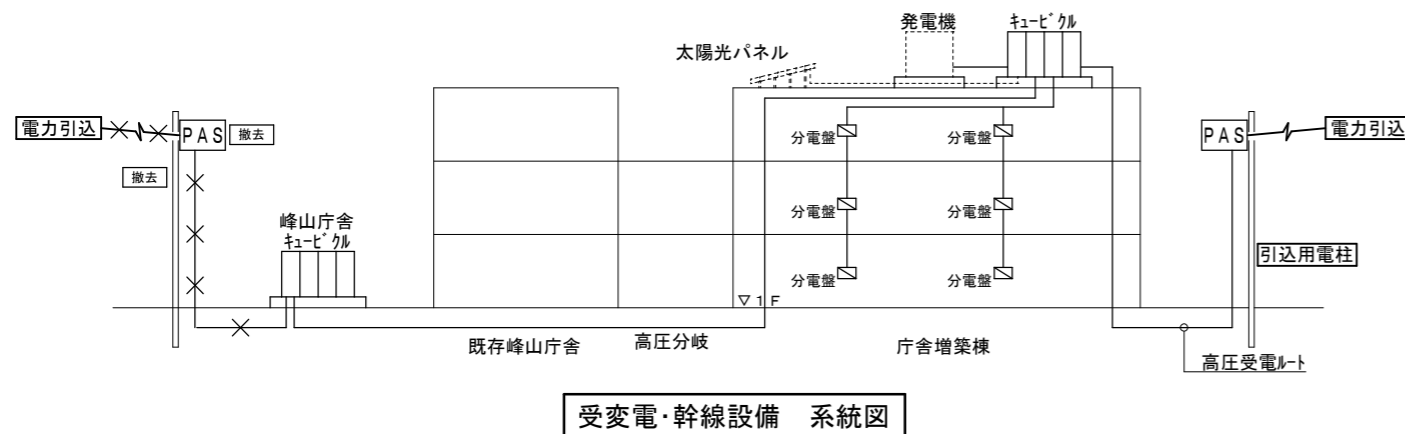 発電機
キュービクル
太陽光パネル
電力引込
PAS
撤去
撤去
分電盤
分電盤
PAS
電力引込
峰山庁舎
キュービクル
分電盤
分電盤
引込用電柱
分電盤
分電盤
▽1F
既存峰山庁舎
高圧分岐
庁舎増築棟
高圧受電ルート
受変電・幹線設備　系統図